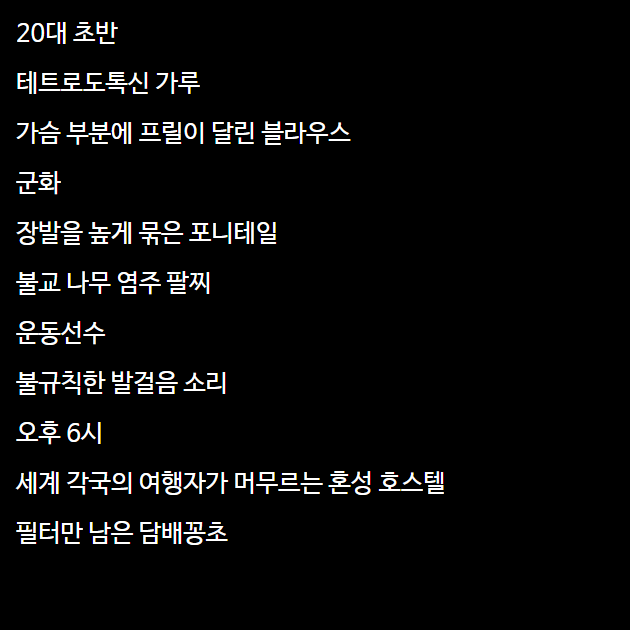 20대 초반
테트로도톡신 가루
가슴 부분에 프릴이 달린 블라우스
군화
장발을 높게 묶은 포니테일
불교 나무 염주 팔찌
운동선수
불규칙한 발걸음 소리
오후 6시
세계 각국의 여행자가 머무르는 혼성 호스텔
필터만 남은 담배꽁초